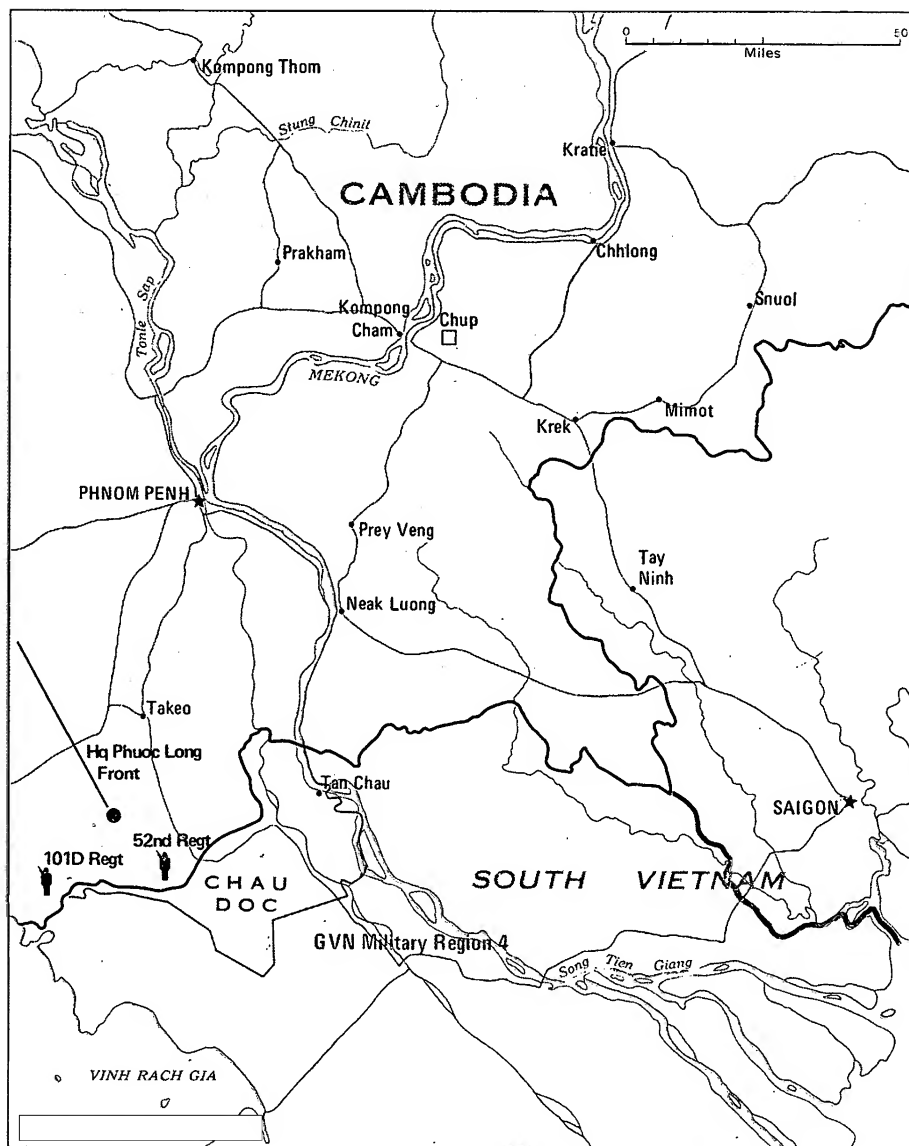 0
50
Miles
Kompong Thom
Stung Chinit
Kratie
CAMBODIA
Chhlong
Prakham
Tonle Sap
Snuol
Kompong
Cham
Chup
MEKONG
Mimot
Krek
PHNOM PENH
Prey Veng
Tay
Ninh
Neak Luong
Takeo
Hq Phuoc Long
Front
Tan Chau
SAIGON
52nd Regt
101D Regt
CHAU
DOC
SOUTH VIETNAM
GVN Military Region 4
Song Tien Giang
VINH RACH GIA